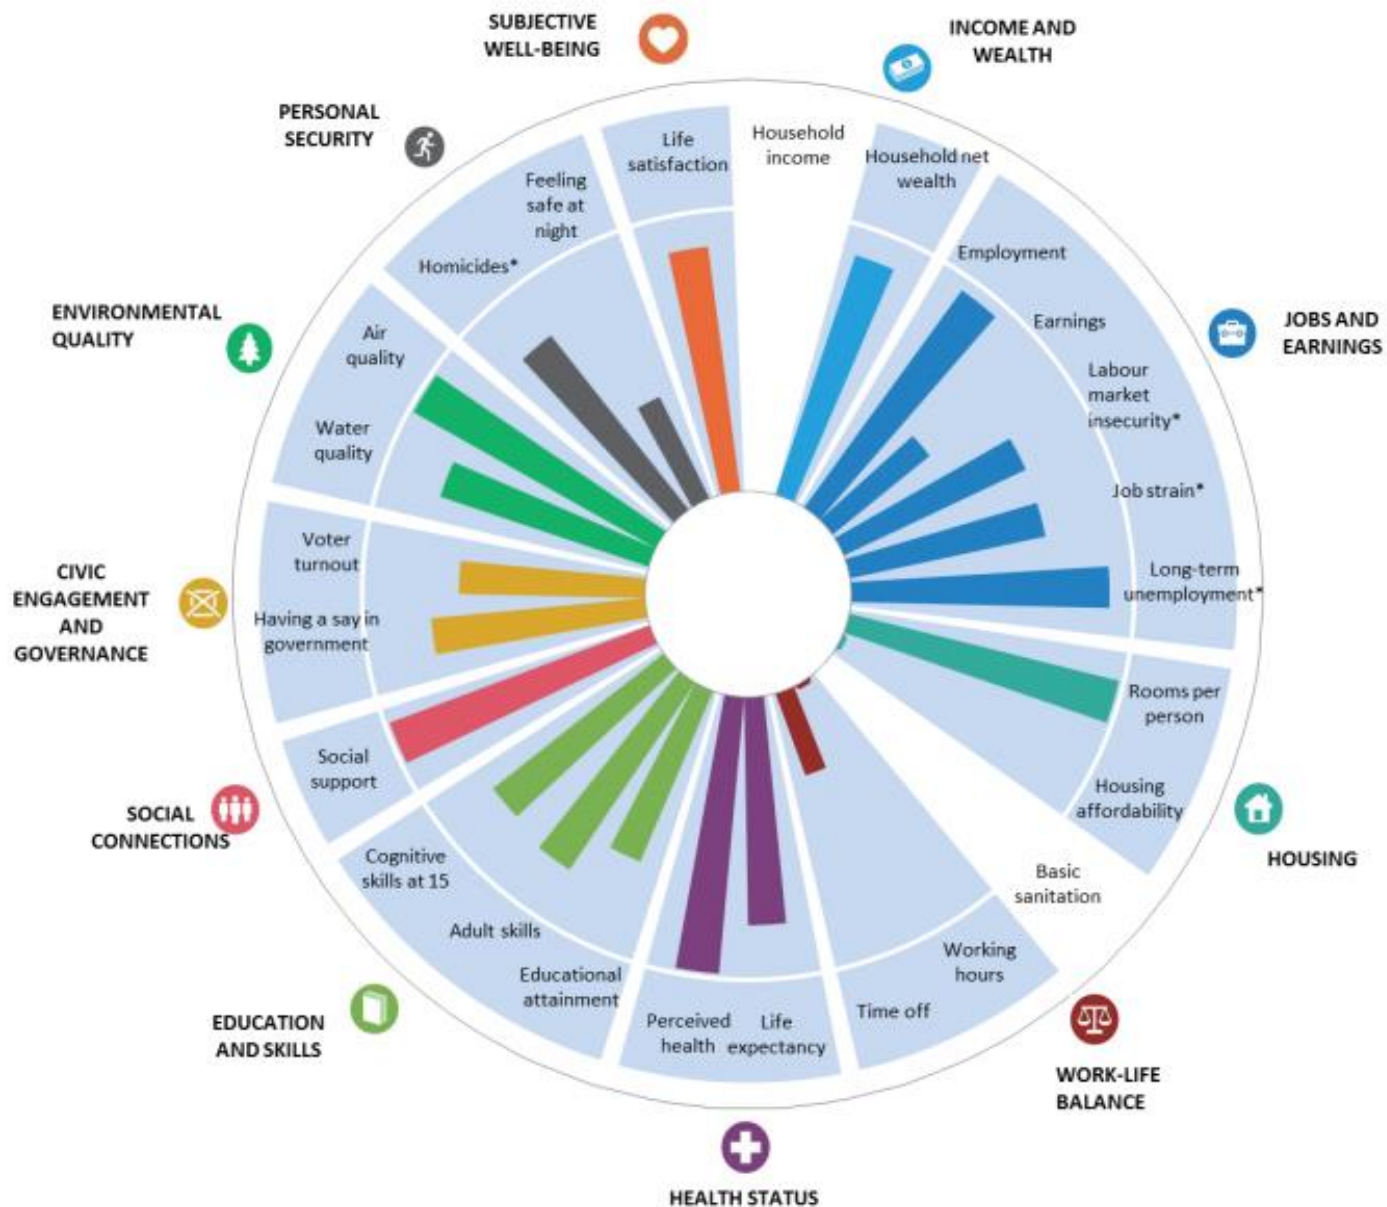 SUBJECTIVE
WELL-BEING
INCOME AND
WEALTH
PERSONAL
SECURITY
Life
satisfaction
Household
income
Household net
wealth
Feeling
safe at
night
Homicides*
Employment
Earnings
Labour
market
insecurity*
Job strain*
Long-term
unemployment*
JOBS AND
EARNINGS
ENVIRONMENTAL
QUALITY
Air
quality
Water
quality
CIVIC
ENGAGEMENT
AND
GOVERNANCE
Voter
turnout
Having a say in
government
Rooms per
person
Housing
affordability
HOUSING
Basic
sanitation
SOCIAL
CONNECTIONS
Social
support
Cognitive
skills at 15
Adult skills
Educational
attainment
EDUCATION
AND SKILLS
Perceived
health
Life
expectancy
Time off
Working
hours
WORK-LIFE
BALANCE
HEALTH STATUS